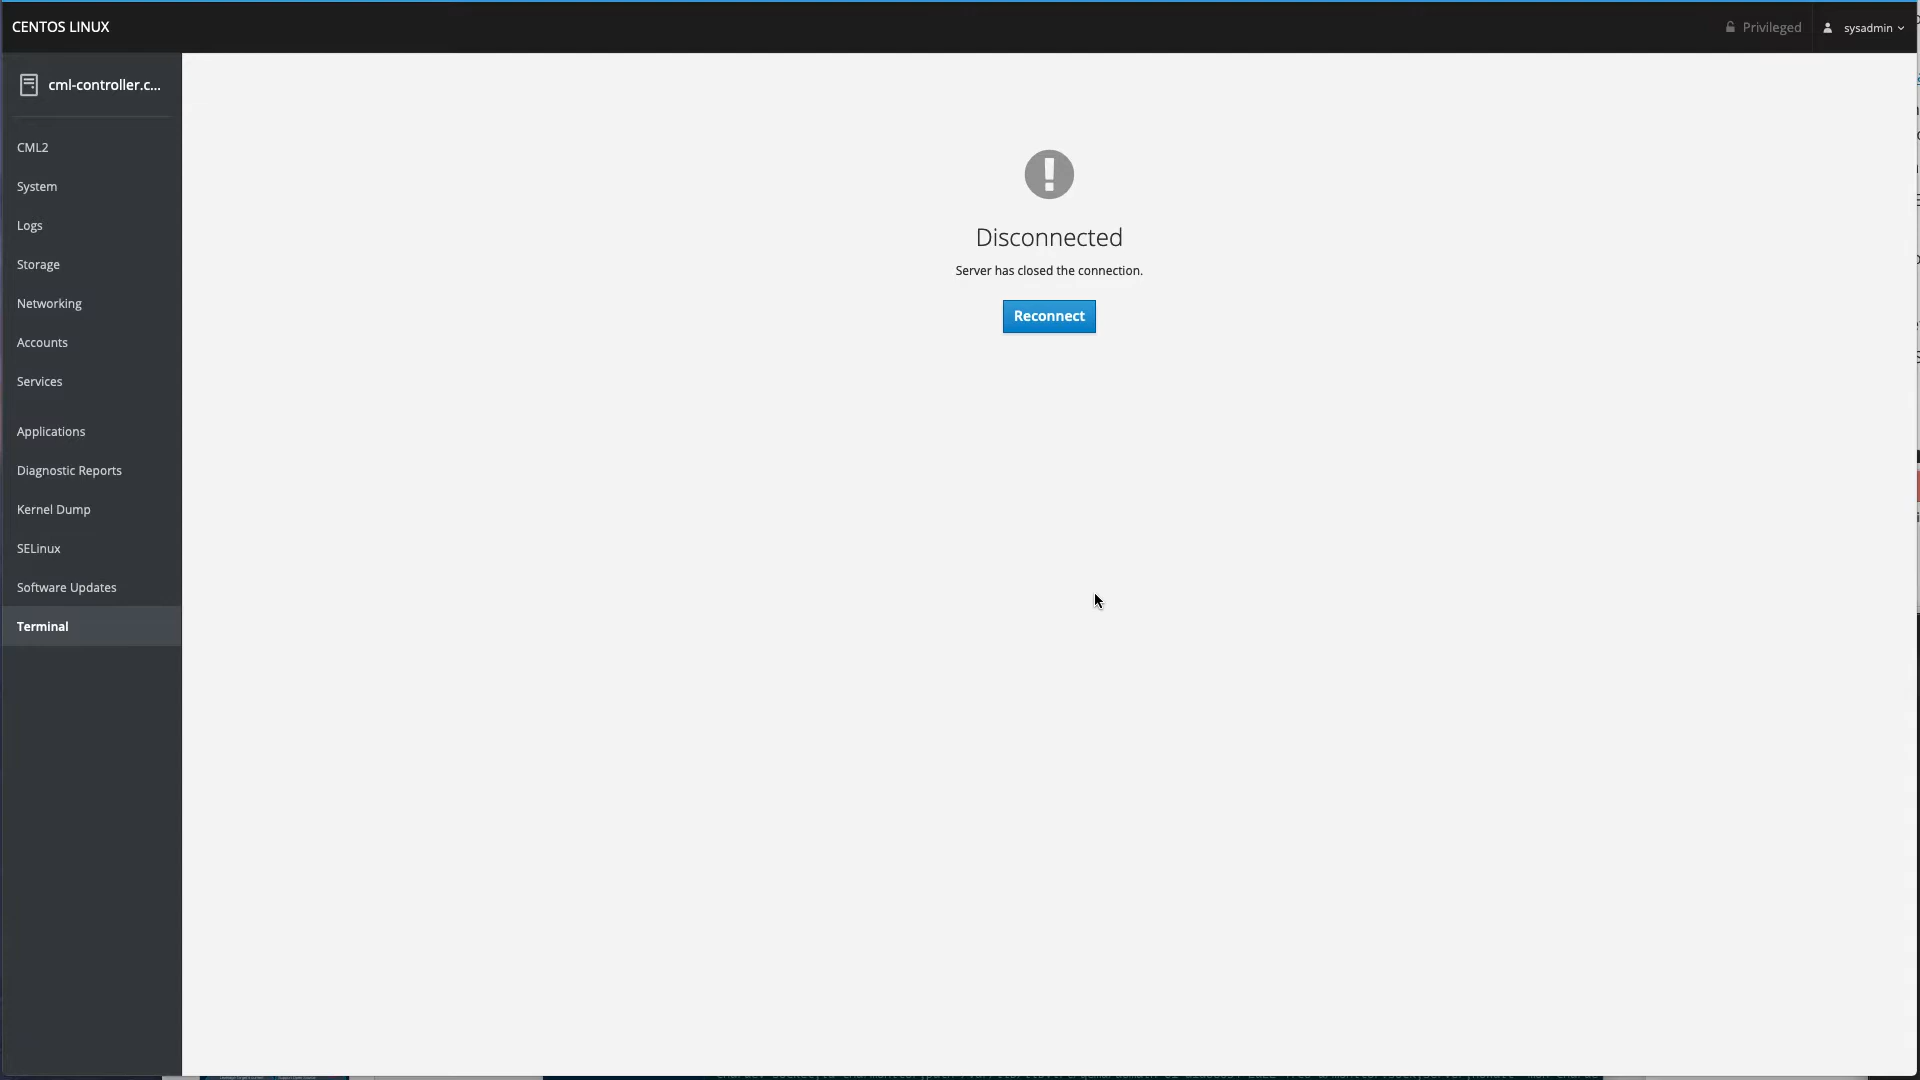 CENTOS LINUX
Privileged
sysadmin
cml-controller.c...
CML2
System
Logs
Storage
Networking
Accounts
Services
Applications
Diagnostic Reports
Kernel Dump
SELinux
Software Updates
Terminal
Disconnected
Server has closed the connection.
Reconnect